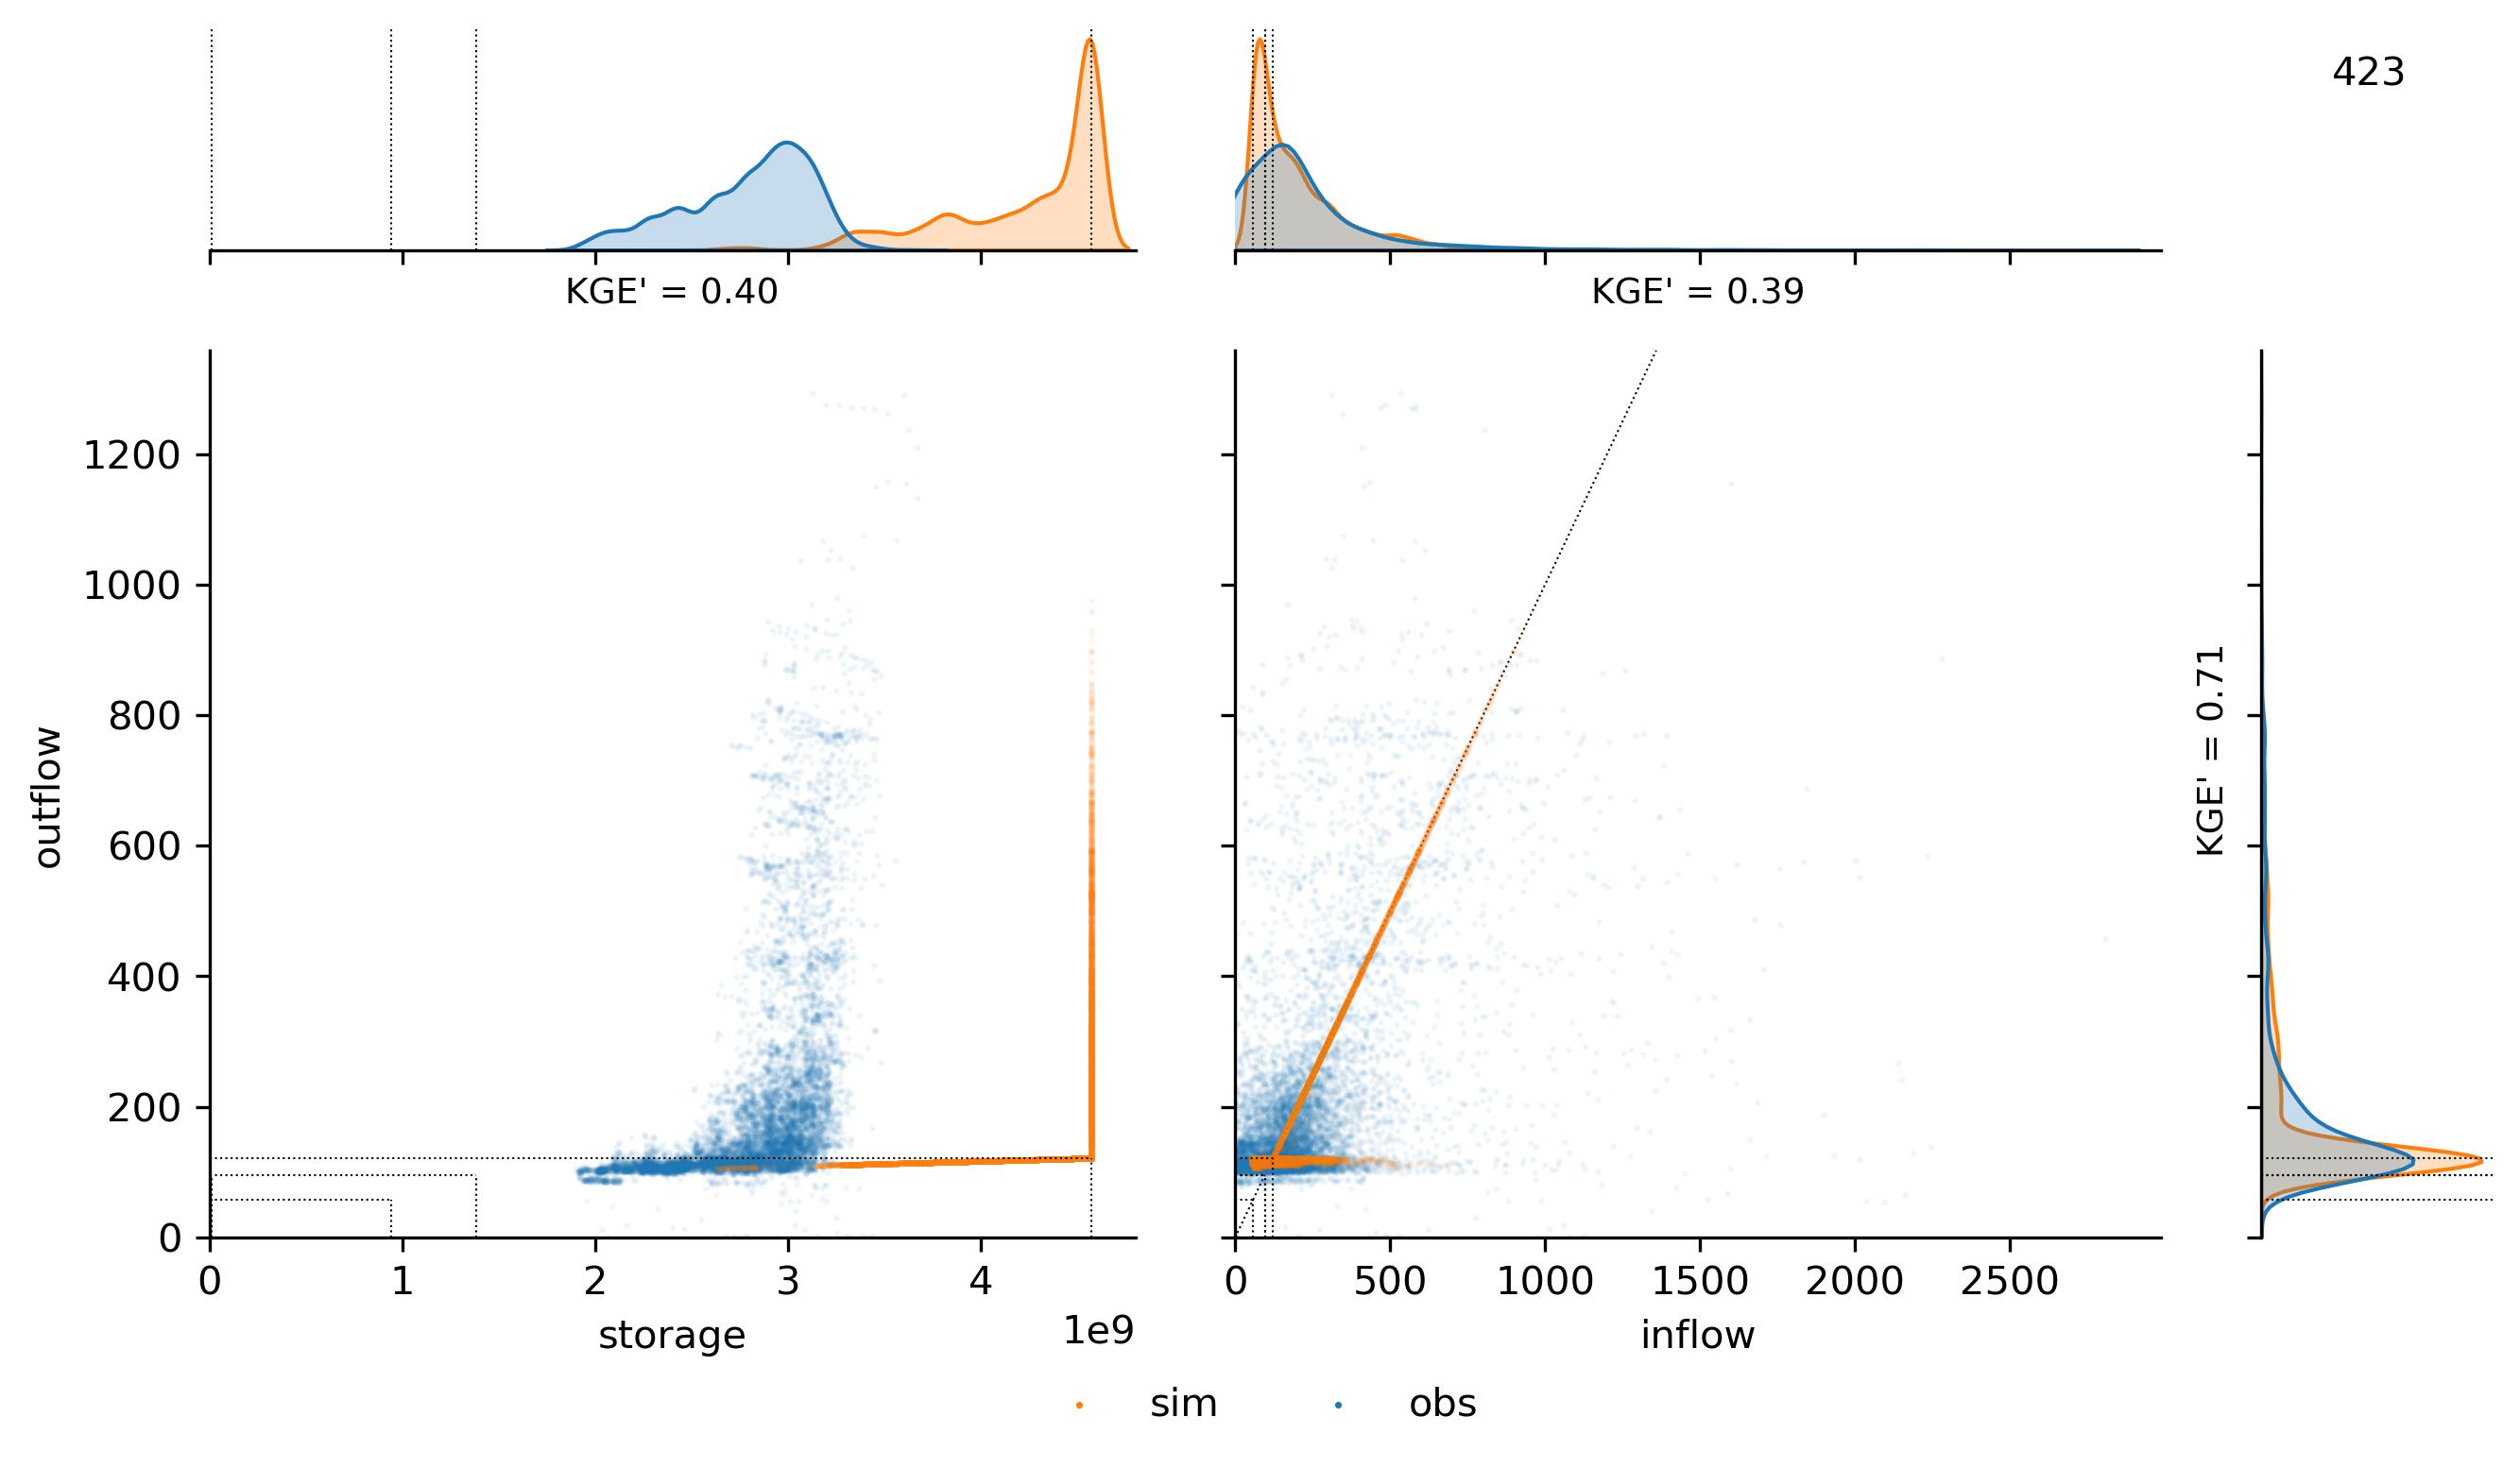 423
KGE' = 0.40
KGE' = 0.39
1200
1000
800
600
400
200
0
outflow
KGE' = 0.71
0 1 2 3 4
0 500 1000 1500 2000 2500
storage
1e9
inflow
sim obs